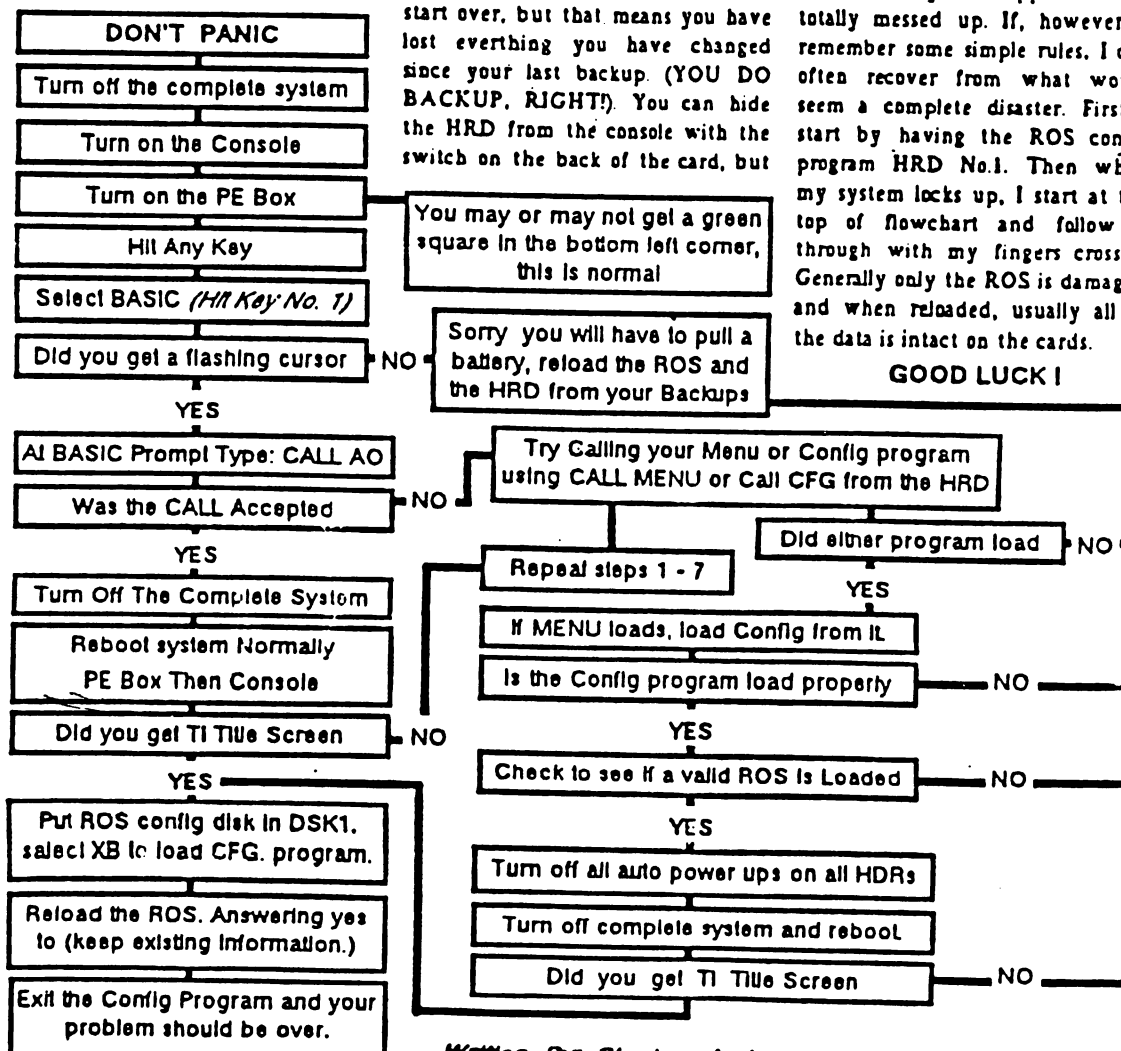 start over, but that means you have
lost everthing you have changed
since your last backup. (YOU DO
BACKUP, RIGHT!). You can hide
the HRD from the console with the
switch on the back of the card, but
totally messed up. If, however
remember some simple rules, I
often recover from what
seem a complete disaster. First
start by having the ROS
program HRD No.1. Then
my system locks up, I start at
top of flowchart and follow
through with my fingers
Generally only the ROS is
and when reloaded, usually all
the data is intact on the cards.
GOOD LUCK !
DON'T PANIC
Turn off the complete system
Turn on the Console
Turn on the PE Box
You may or may not get a green
square in the bottom left corner,
this is normal
Hit Any Key
Select BASIC (Hit Key No. 1)
Did you get a flashing cursor
NO
Sorry you will have to pull a
battery, reload the ROS and
the HRD from your Backups
YES
At BASIC Prompt Type: CALL AO
Was the CALL Accepted
NO
Try Calling your Menu or Config program
using CALL MENU or Call CFG from the HRD
Did either program load
NO
Repeat steps 1 - 7
YES
YES
Turn Off The Complete System
Reboot system Normally
PE Box Then Console
Did you get TI Title Screen
NO
If MENU loads, load Config from it.
Is the Config program load properly
NO
YES
Check to see if a valid ROS is Loaded
NO
YES
Turn off all auto power ups on all HDRs
Turn off complete system and reboot.
Did you get TI Title Screen
NO
YES
Put ROS config disk in DSK1.
select XB to load CFG. program.
Reload the ROS. Answering yes
to (keep existing information.)
Exit the Config Program and your
problem should be over.